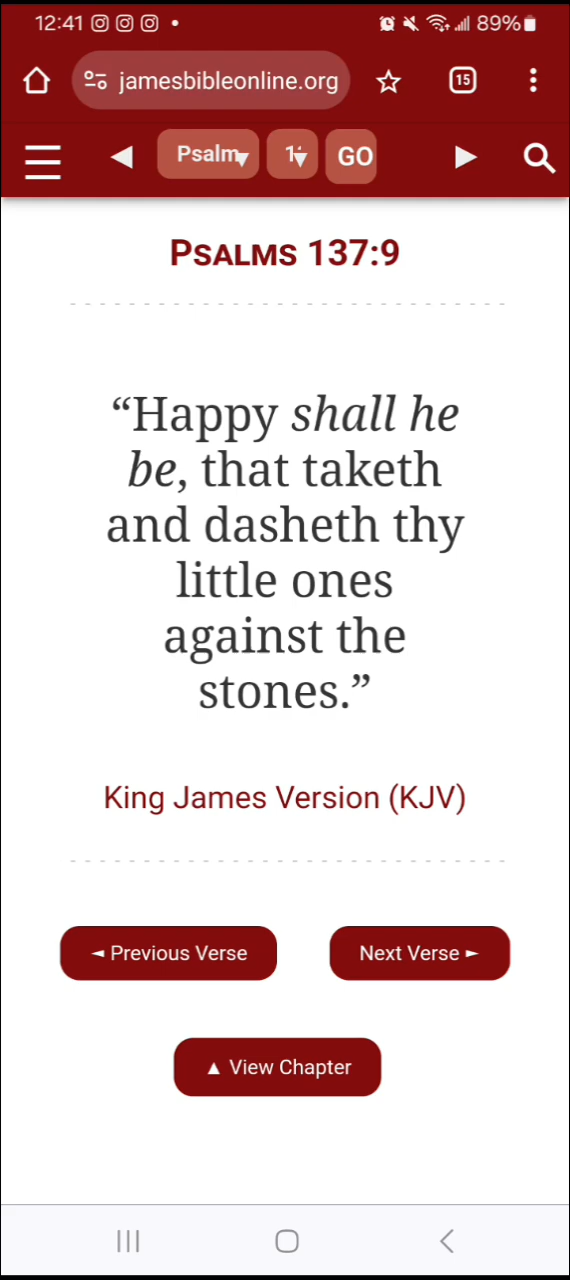 12:41 89%
jamesbibleonline.org 15
Psalm GO
PSALMS 137:9
“Happy shall he
be, that taketh
and dasheth thy
little ones
against the
stones.”
King James Version (KJV)
◄ Previous Verse Next Verse ►
▲ View Chapter